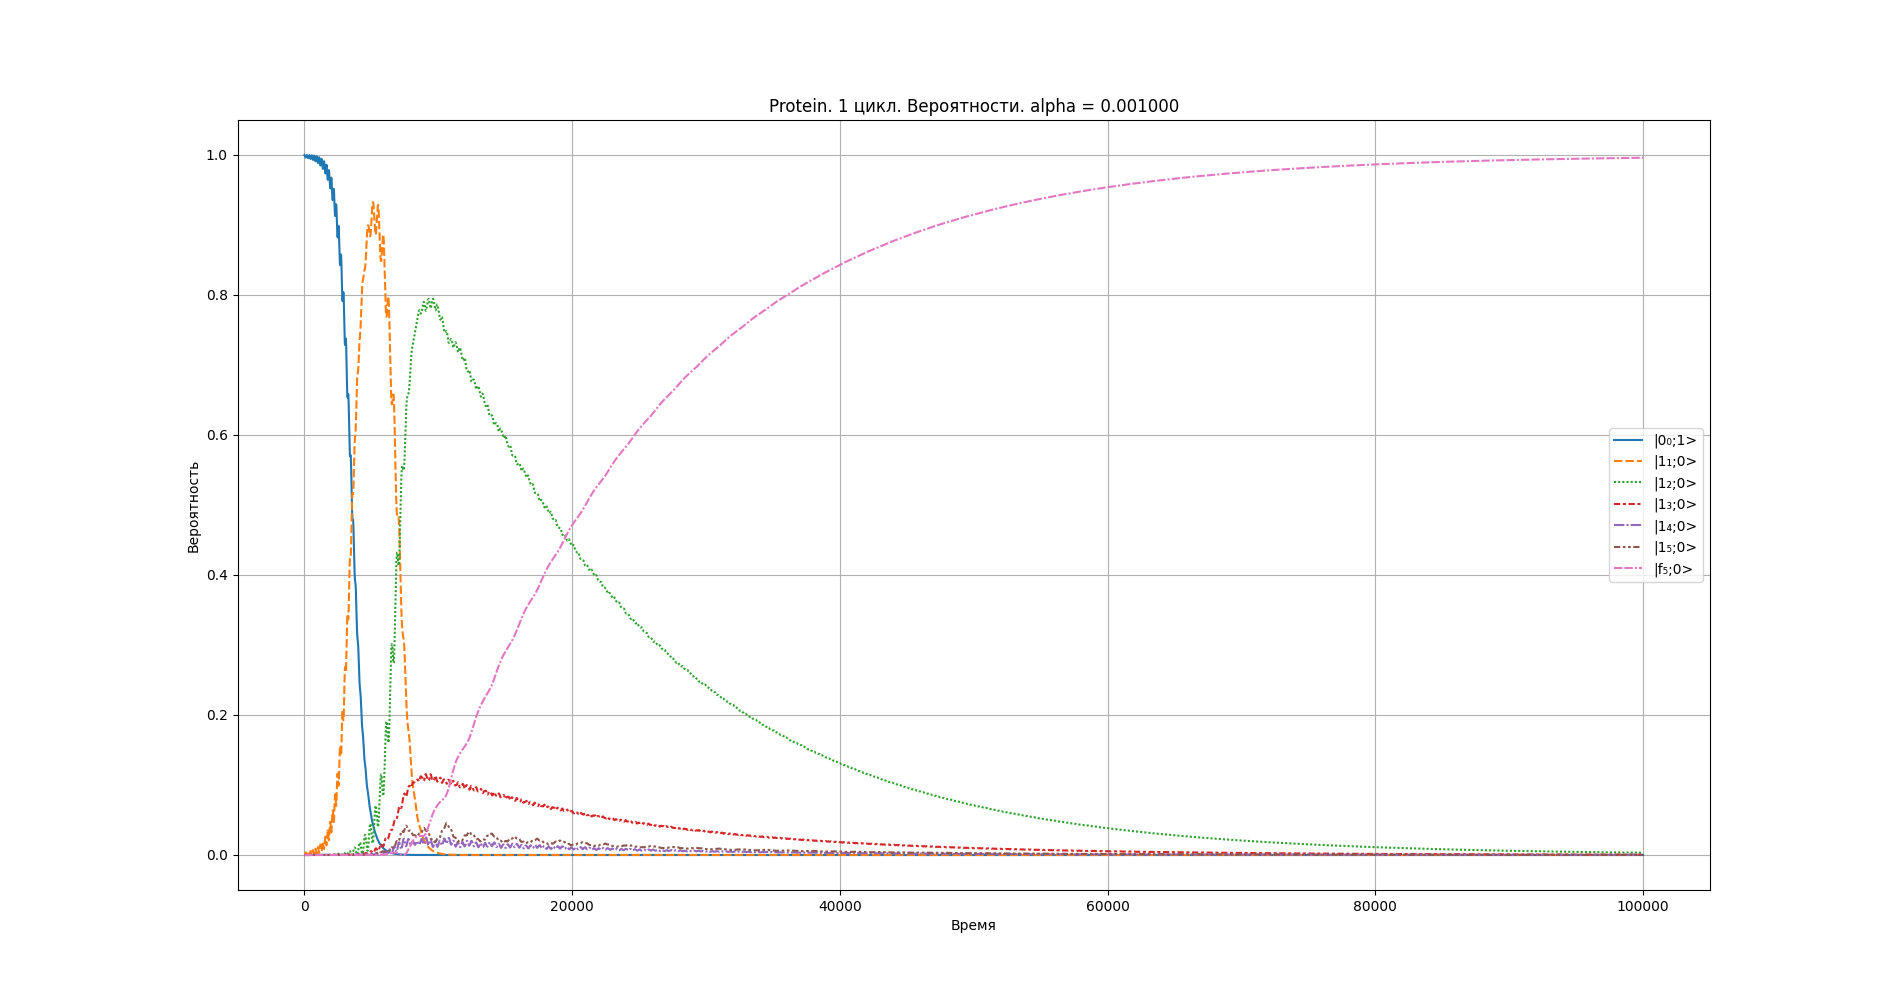 Protein. 1 цикл. Вероятности. alpha = 0.001000
Вероятность
1.0
0.8
0.6
0.4
0.2
0.0
|0₀;1>
|1₁;0>
|1₂;0>
|1₃;0>
|1₄;0>
|1₅;0>
|f₅;0>
0 20000 40000 60000 80000 100000
Время